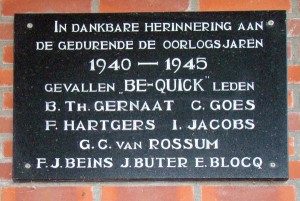 IN DANKBARE HERINNERING AAN
DE GEDURENDE DE OORLOGSJAREN
1940 — 1945
GEVALLEN „BE-QUICK" LEDEN
B. TH. GERNAAT C. GOES
F. HARTGERS I. JACOBS
G. C. VAN ROSSUM
F. J. BEINS J. BUTER E. BLOCQ